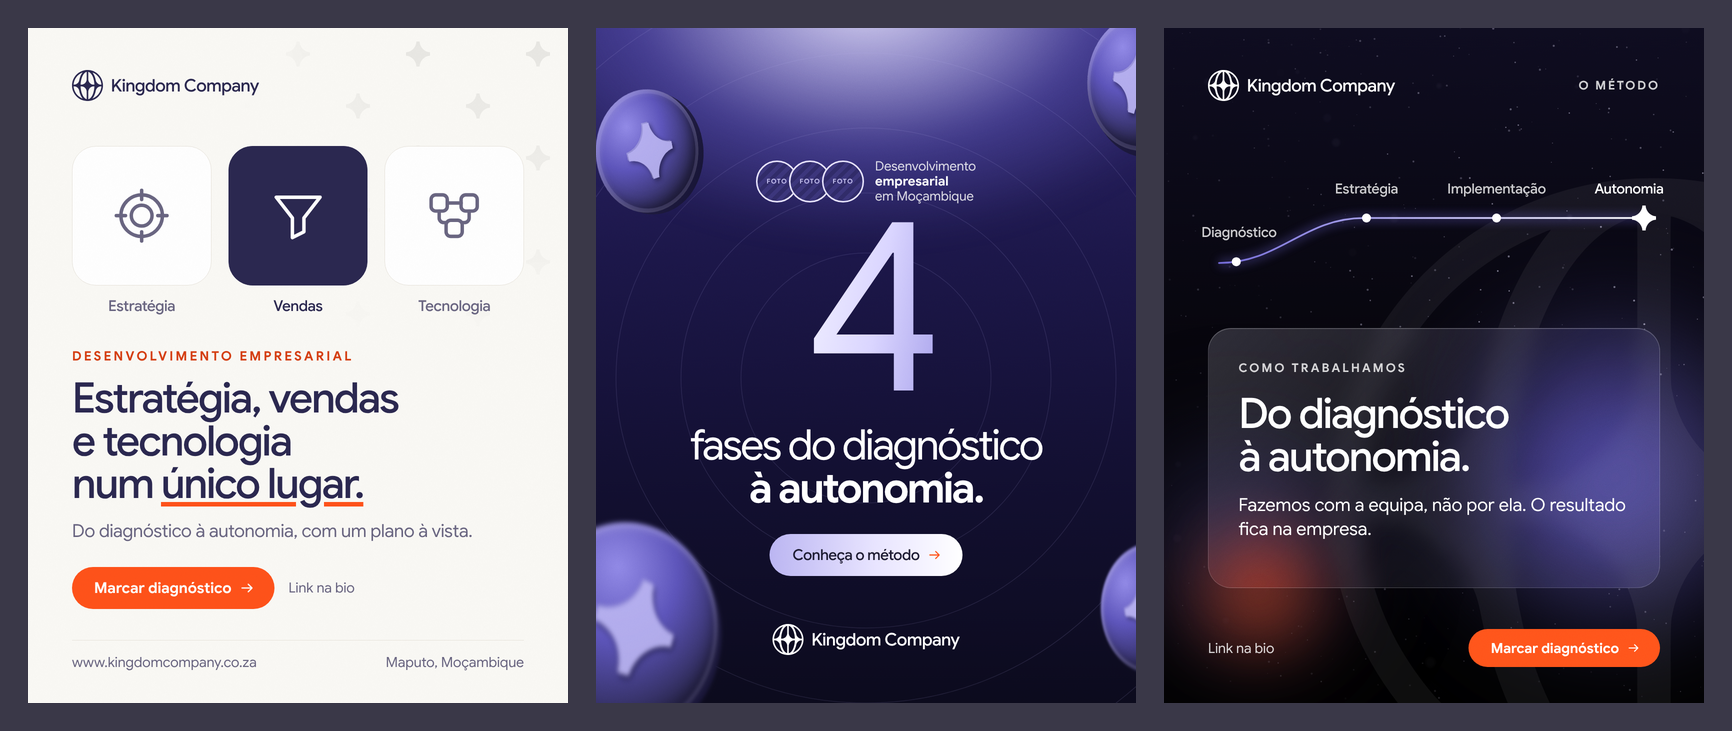 Kingdom Company
Estratégia
Vendas
Tecnologia
DESENVOLVIMENTO EMPRESARIAL
Estratégia, vendas
e tecnologia
num único lugar.
Do diagnóstico à autonomia, com um plano à vista.
Marcar diagnóstico →
Link na bio
www.kingdomcompany.co.za
Maputo, Moçambique
FOTO
FOTO
FOTO
Desenvolvimento
empresarial
em Moçambique
4
fases do diagnóstico
à autonomia.
Conheça o método →
Kingdom Company
Kingdom Company
O MÉTODO
Diagnóstico
Estratégia
Implementação
Autonomia
COMO TRABALHAMOS
Do diagnóstico
à autonomia.
Fazemos com a equipa, não por ela. O resultado
fica na empresa.
Link na bio
Marcar diagnóstico →